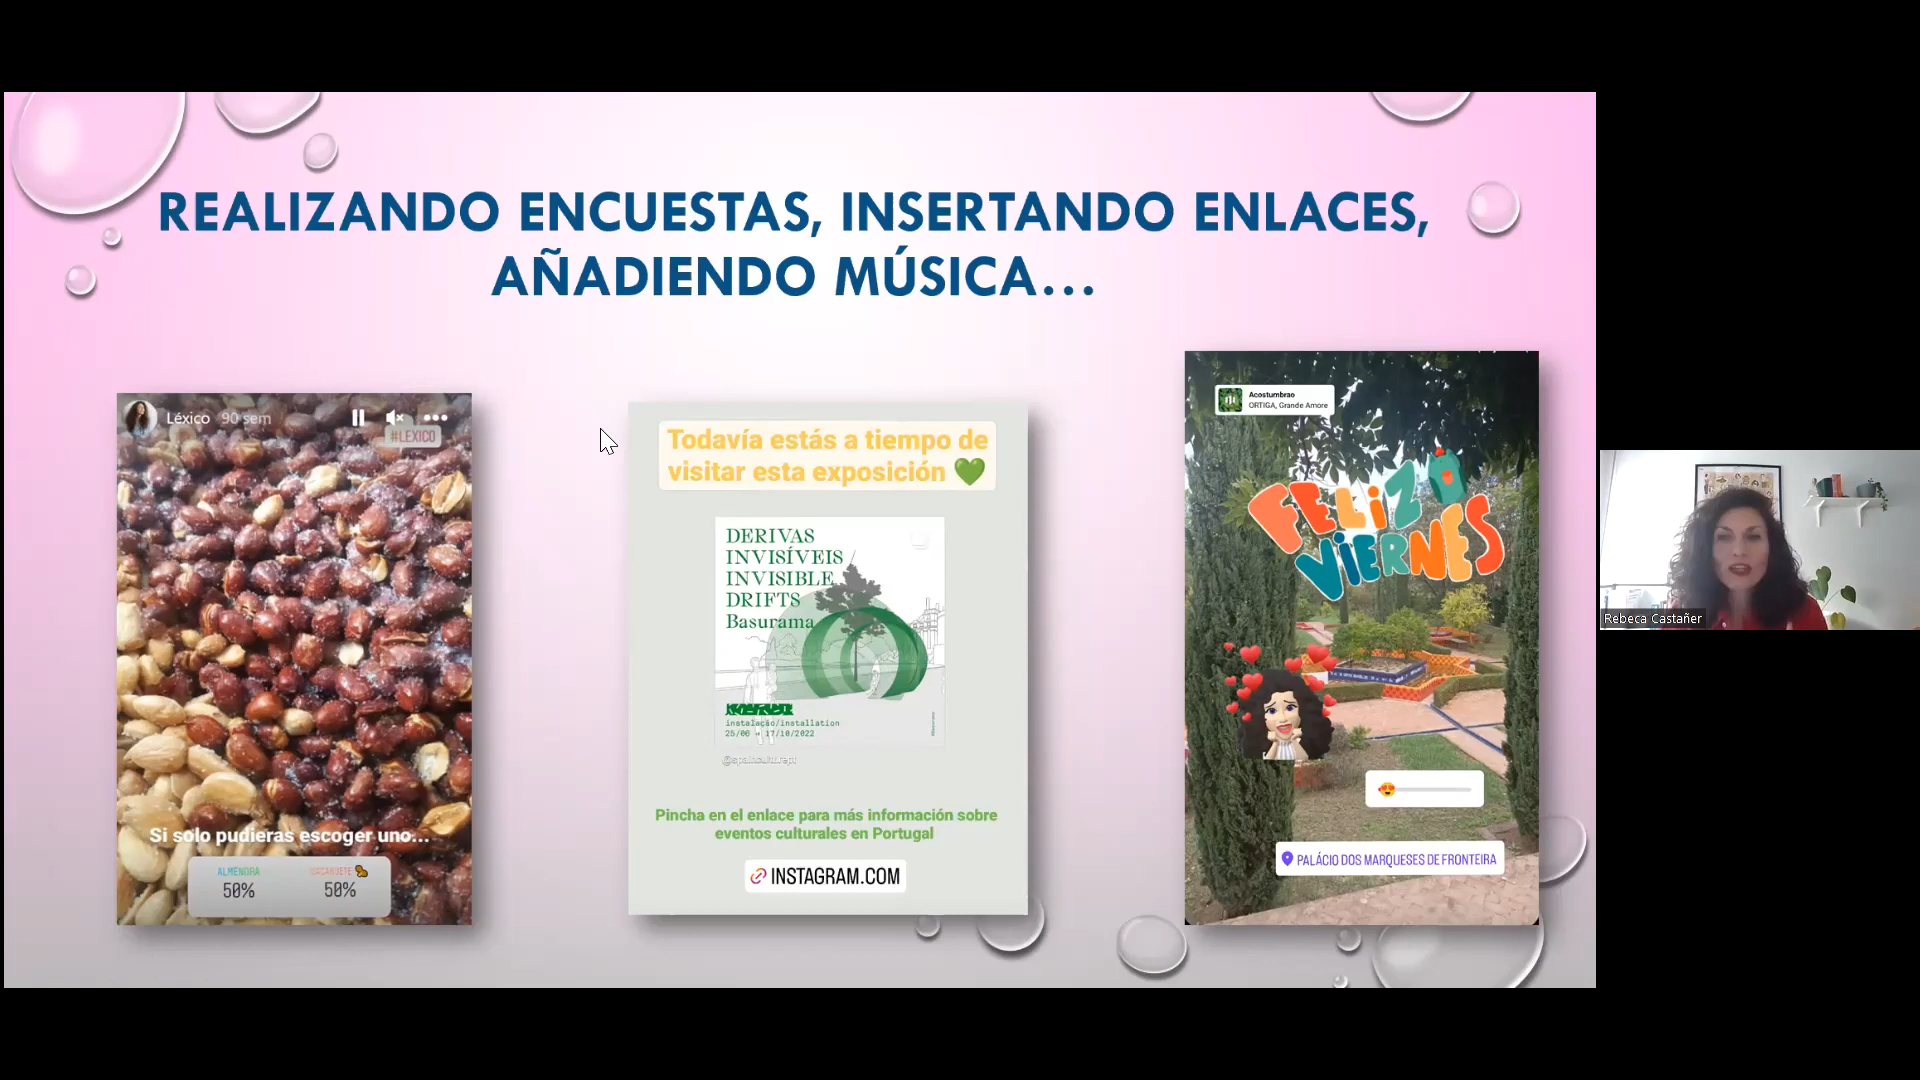 REALIZANDO ENCUESTAS, INSERTANDO ENLACES,
AÑADIENDO MÚSICA...
Léxico 90 sem
#LÉXICO
Si solo pudieras escoger uno...
ALMENDRA
50%
CACAHUETE
50%
Todavía estás a tiempo de
visitar esta exposición
DERIVAS
INVISÍVEIS
INVISIBLE
DRIFTS
Basurama
instalação/installation
25/06 - 17/10/2022
Pincha en el enlace para más información sobre
eventos culturales en Portugal
INSTAGRAM.COM
Acostumbrao
ORTIGA, Grande Amore
FELIZ
VIERNES
PALÁCIO DOS MARQUESES DE FRONTEIRA
Rebeca Castañer